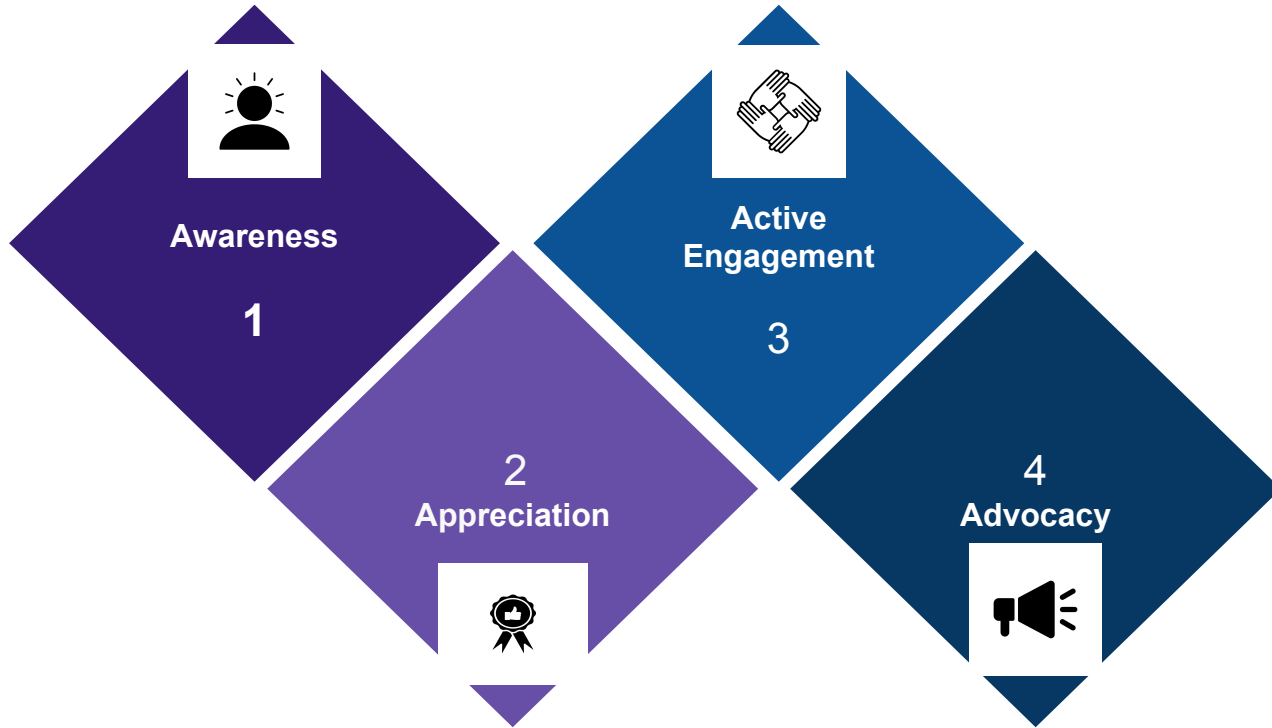 Awareness
1
2
Appreciation
Active
Engagement
3
4
Advocacy